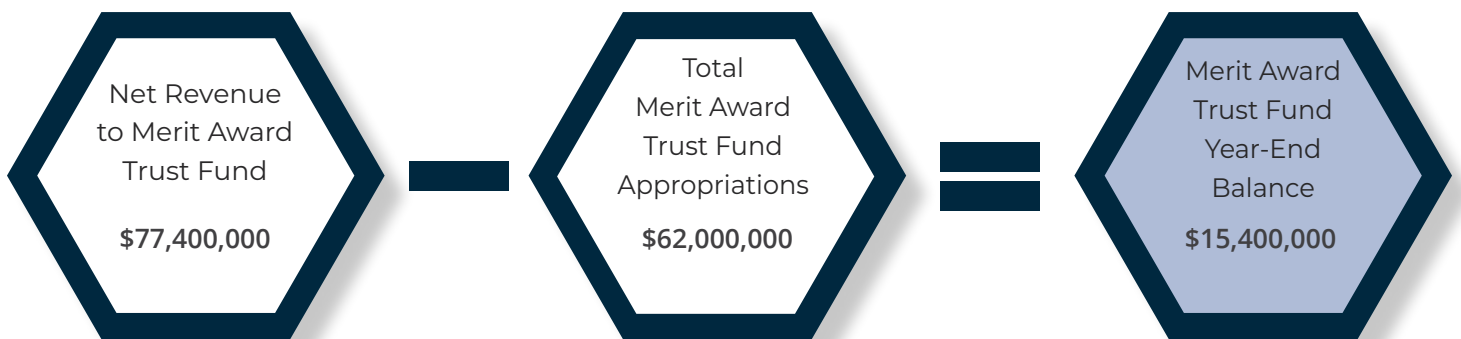 Net Revenue
to Merit Award
Trust Fund
$77,400,000
Total
Merit Award
Trust Fund
Appropriations
$62,000,000
Merit Award
Trust Fund
Year-End
Balance
$15,400,000